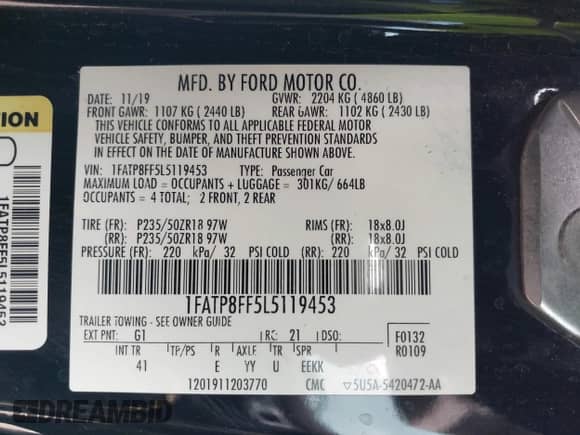 MFD. BY FORD MOTOR CO.
DATE: 11/19 GVWR: 2204 KG ( 4860 LB)
FRONT GAWR: 1107 KG ( 2440 LB) REAR GAWR: 1102 KG ( 2430 LB)
THIS VEHICLE CONFORMS TO ALL APPLICABLE FEDERAL MOTOR
VEHICLE SAFETY, BUMPER, AND THEFT PREVENTION STANDARDS
IN EFFECT ON THE DATE OF MANUFACTURE SHOWN ABOVE.
VIN: 1FATP8FF5L5119453 TYPE: Passenger Car
MAXIMUM LOAD = OCCUPANTS + LUGGAGE = 301KG/ 664LB
OCCUPANTS = 4 TOTAL; 2 FRONT, 2 REAR
TIRE (FR): P235/50ZR18 97W RIMS (FR): 18x8.0J
(RR): P235/50ZR18 97W (RR): 18x8.0J
PRESSURE (FR): 220 kPa/ 32 PSI COLD (RR): 220 kPa/ 32 PSI COLD
1FATP8FF5L5119453
TRAILER TOWING - SEE OWNER GUIDE
EXT PNT: G1 RC: 21 DSO: F0132
INT TR TP/PS R AXLE TR SPR R0109
41 E YY U EEKK
1201911203770 CMC 5U5A-5420472-AA
TION
1FATP8FF5L5119453
DREAMBID